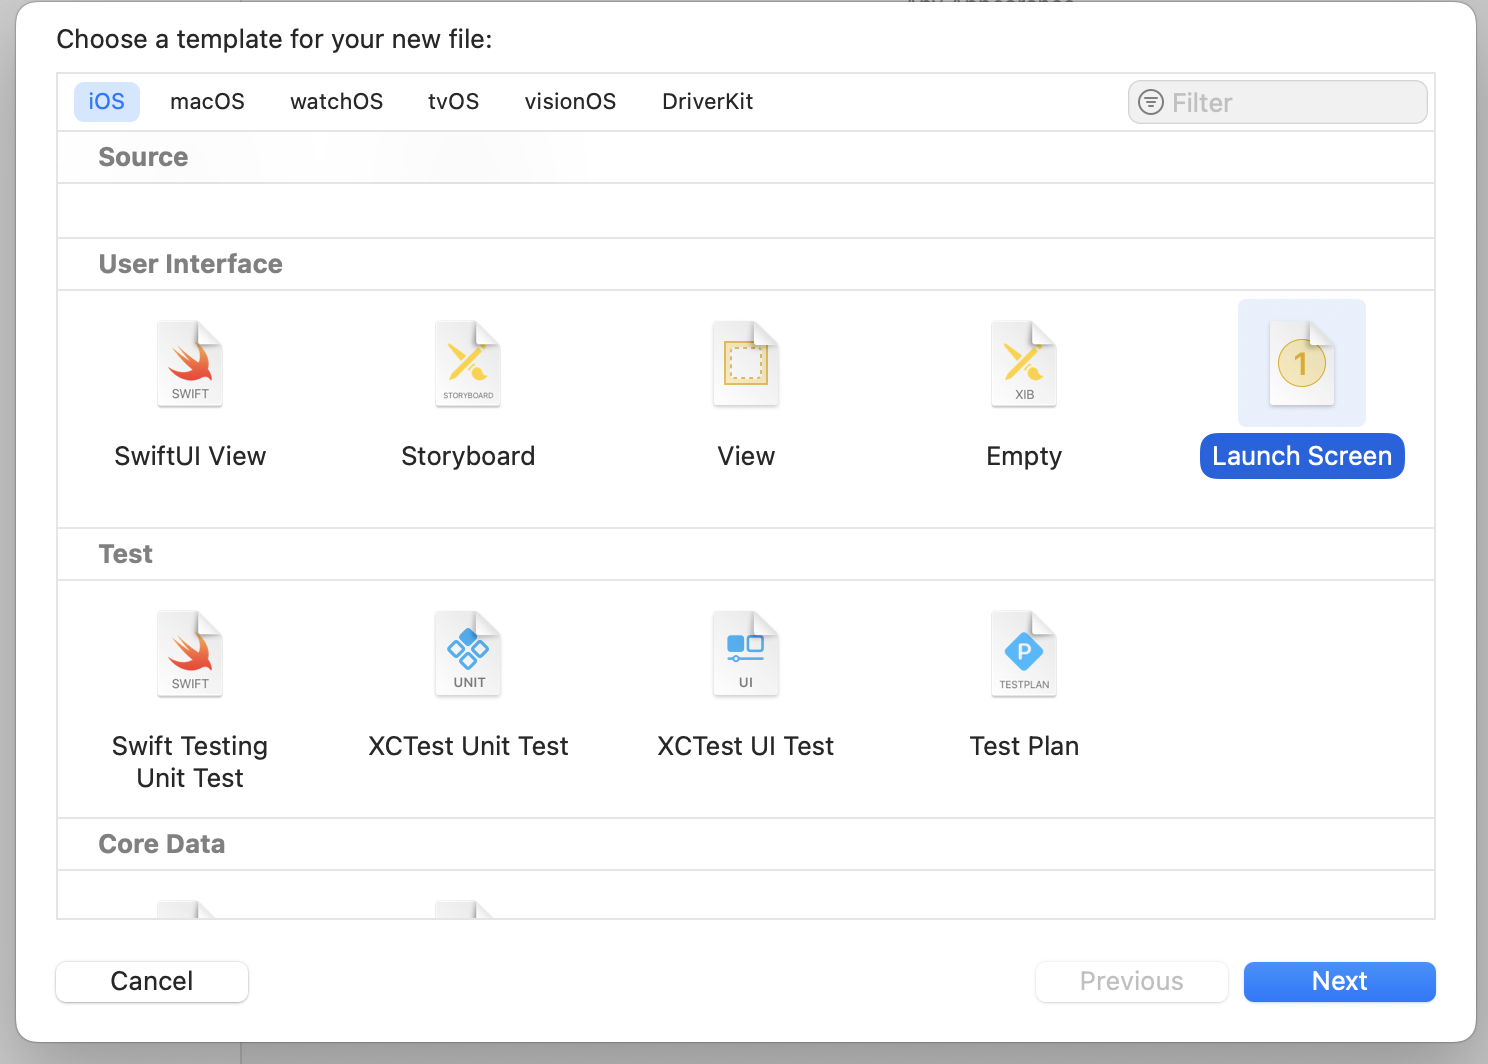 Choose a template for your new file:
iOS macOS watchOS tvOS visionOS DriverKit Filter
Source
User Interface
SWIFT STORYBOARD XIB 1
SwiftUI View Storyboard View Empty Launch Screen
Test
SWIFT UNIT UI P TESTPLAN
Swift Testing Unit Test XCTest Unit Test XCTest UI Test Test Plan
Core Data
Cancel Previous Next